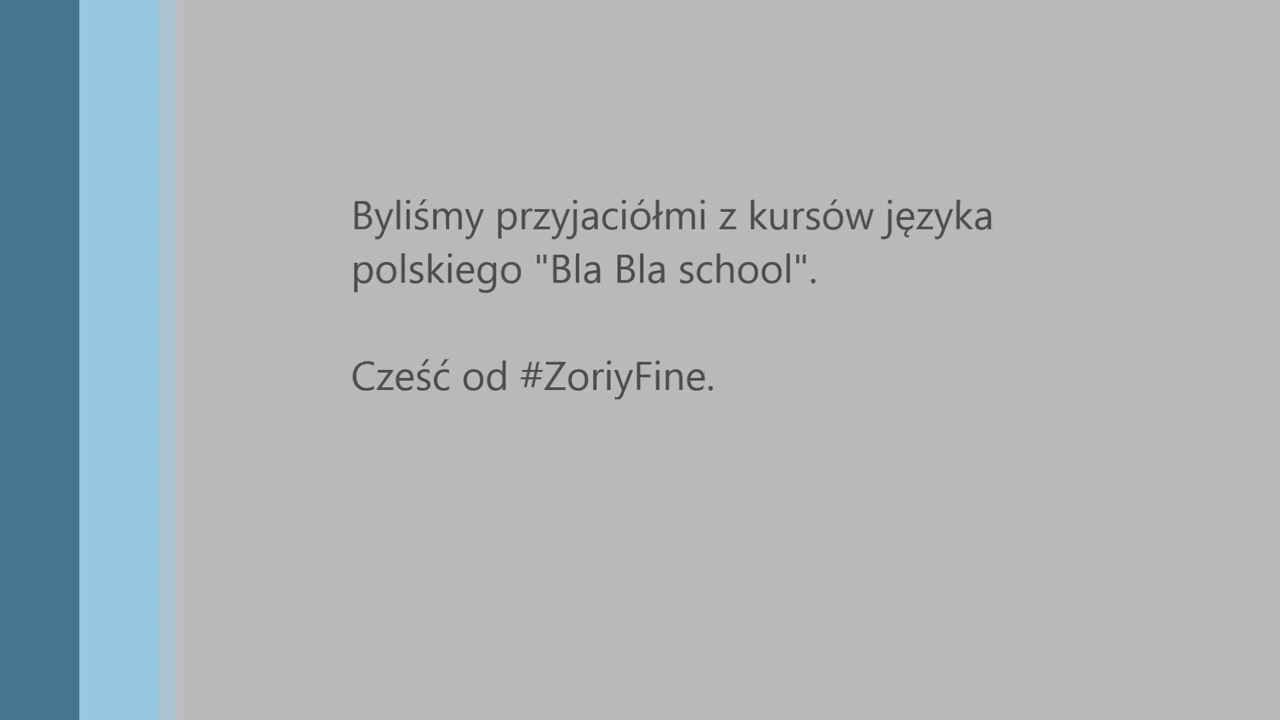 Byliśmy przyjaciółmi z kursów języka
polskiego "Bla Bla school".
Cześć od #ZoriyFine.